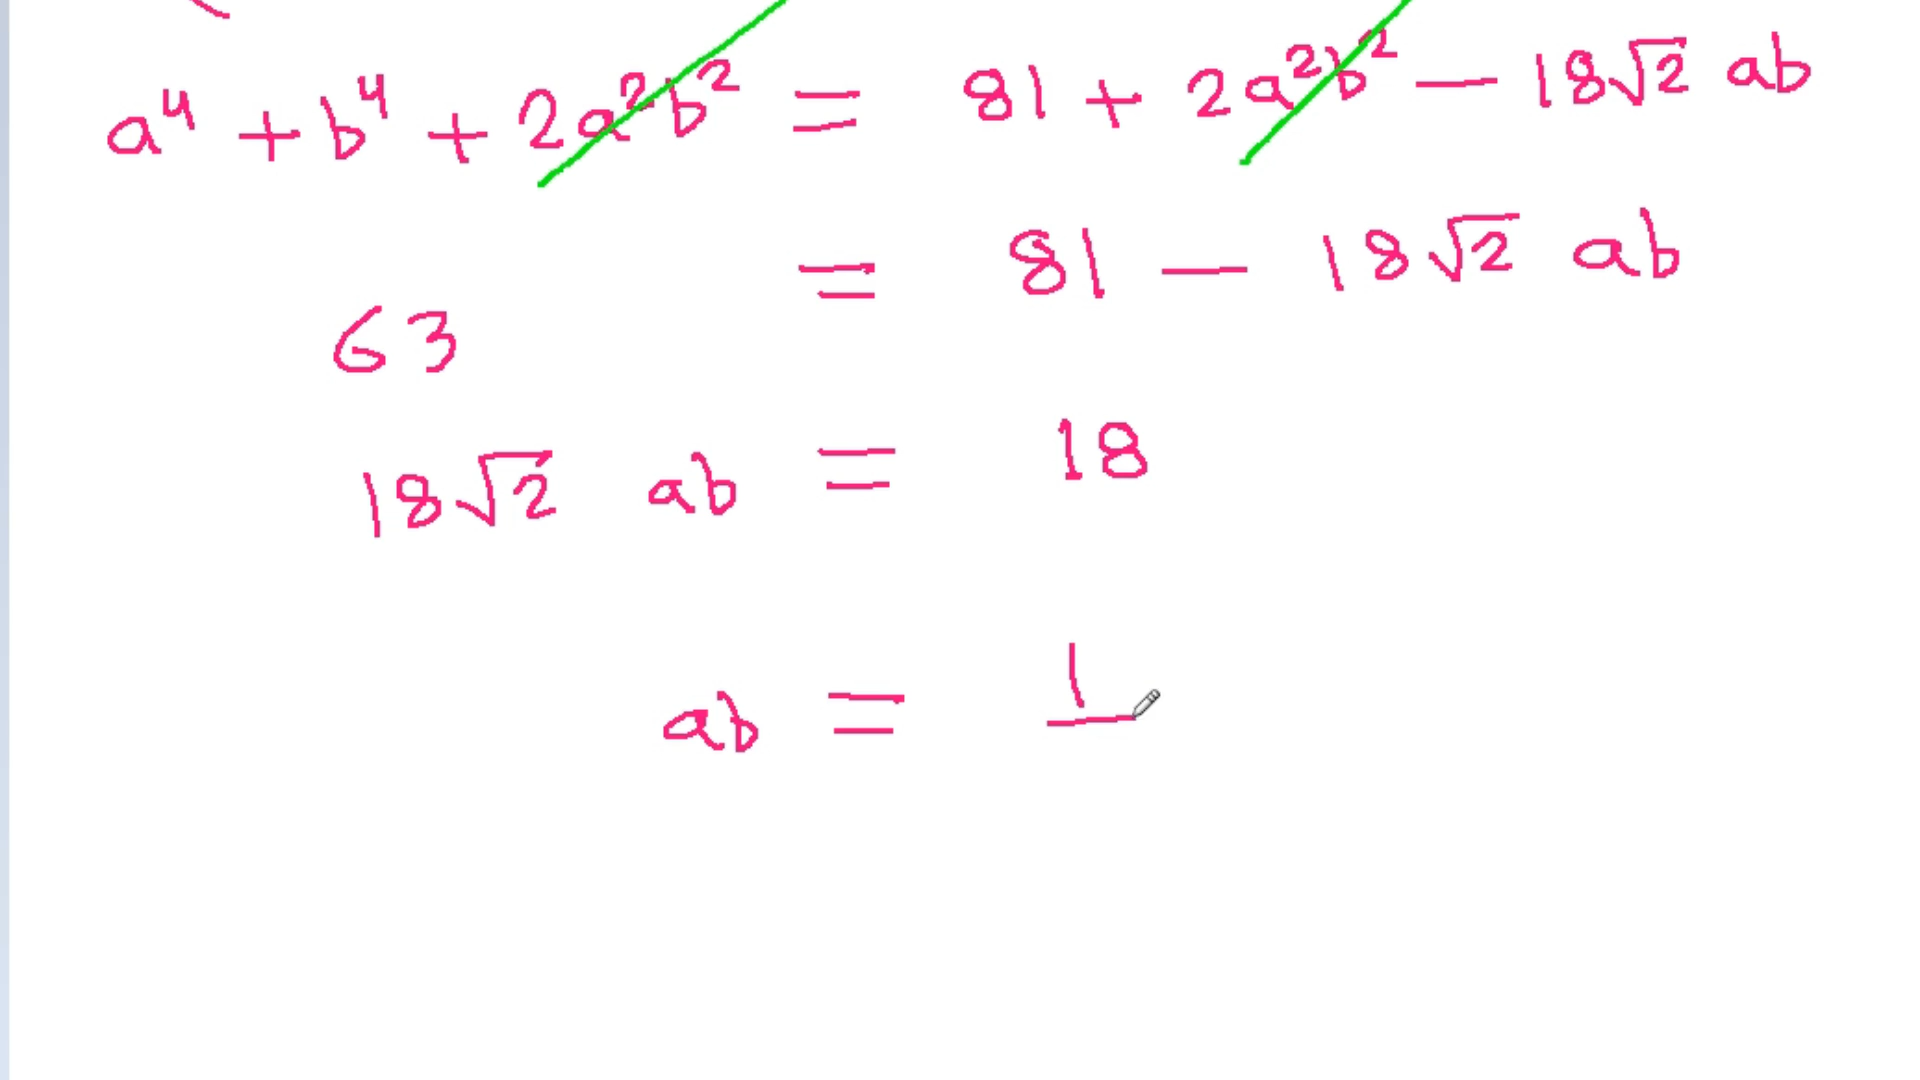 a⁴ + b⁴ + 2a²b² = 81 + 2a²b² − 18√2 ab
= 81 − 18√2 ab
63
18√2 ab = 18
ab = 1